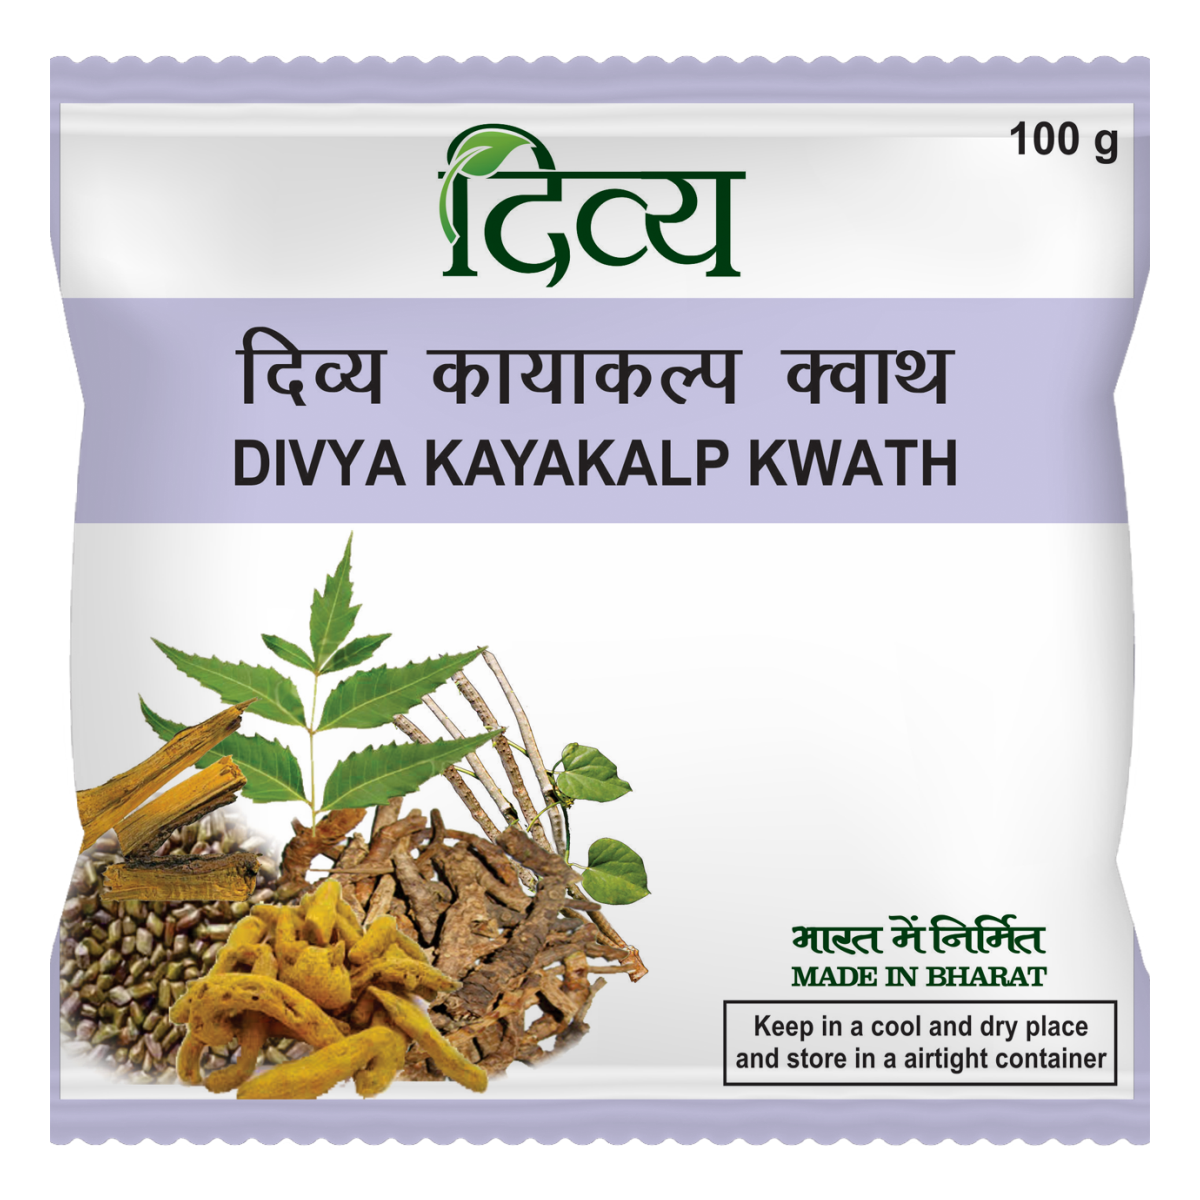 100 g
दिव्य
दिव्य कायाकल्प क्वाथ
DIVYA KAYAKALP KWATH
भारत में निर्मित
MADE IN BHARAT
Keep in a cool and dry place
and store in a airtight container